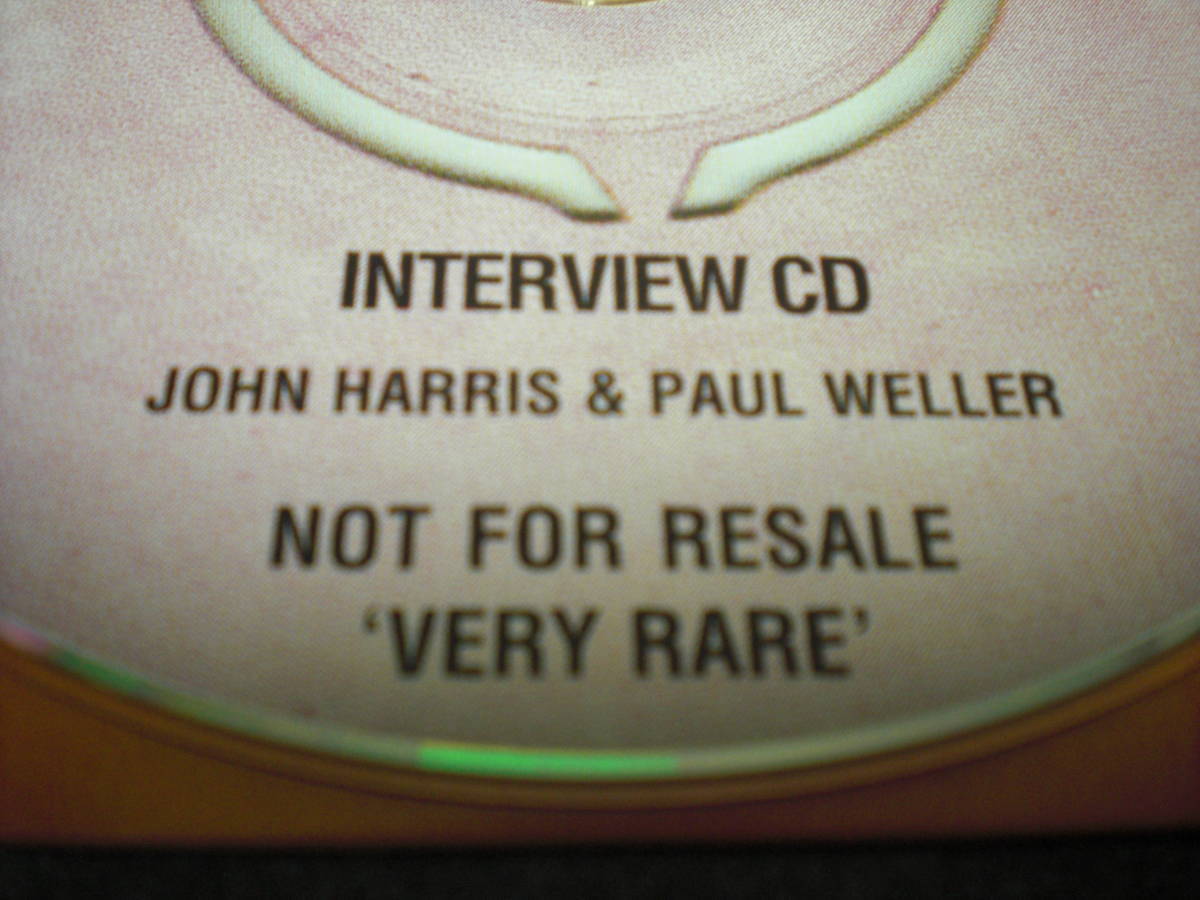 INTERVIEW CD
JOHN HARRIS & PAUL WELLER
NOT FOR RESALE
‘VERY RARE’